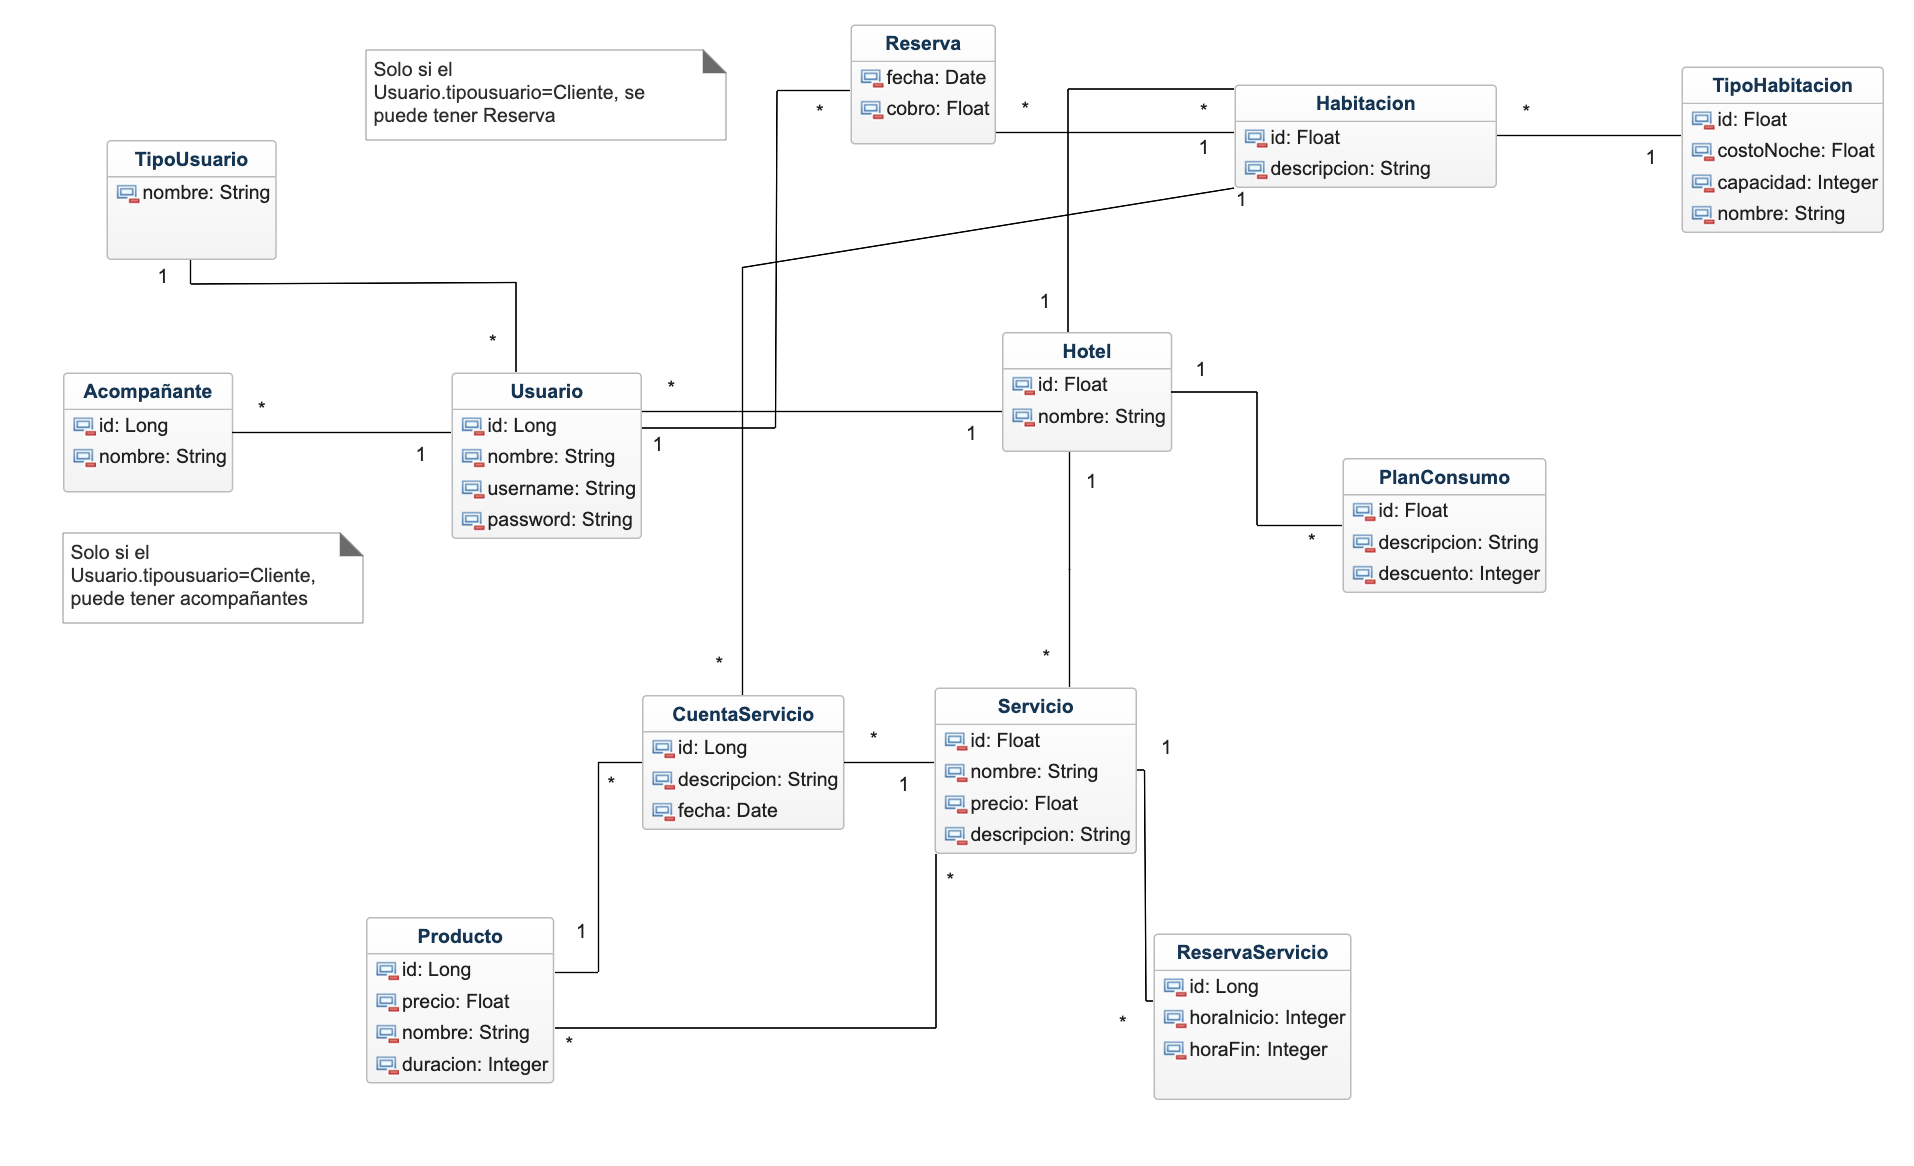 Reserva
fecha: Date
cobro: Float
Solo si el
Usuario.tipousuario=Cliente, se
puede tener Reserva
*
*
*
1
Habitacion
id: Float
descripcion: String
1
*
1
TipoHabitacion
id: Float
costoNoche: Float
capacidad: Integer
nombre: String
TipoUsuario
nombre: String
1
*
1
Hotel
id: Float
nombre: String
1
Acompañante
id: Long
nombre: String
*
1
Usuario
id: Long
nombre: String
username: String
password: String
*
1
1
1
PlanConsumo
id: Float
descripcion: String
descuento: Integer
*
Solo si el
Usuario.tipousuario=Cliente,
puede tener acompañantes
*
*
CuentaServicio
id: Long
descripcion: String
fecha: Date
*
1
Servicio
id: Float
nombre: String
precio: Float
descripcion: String
1
*
*
1
Producto
id: Long
precio: Float
nombre: String
duracion: Integer
*
ReservaServicio
id: Long
horaInicio: Integer
horaFin: Integer
*